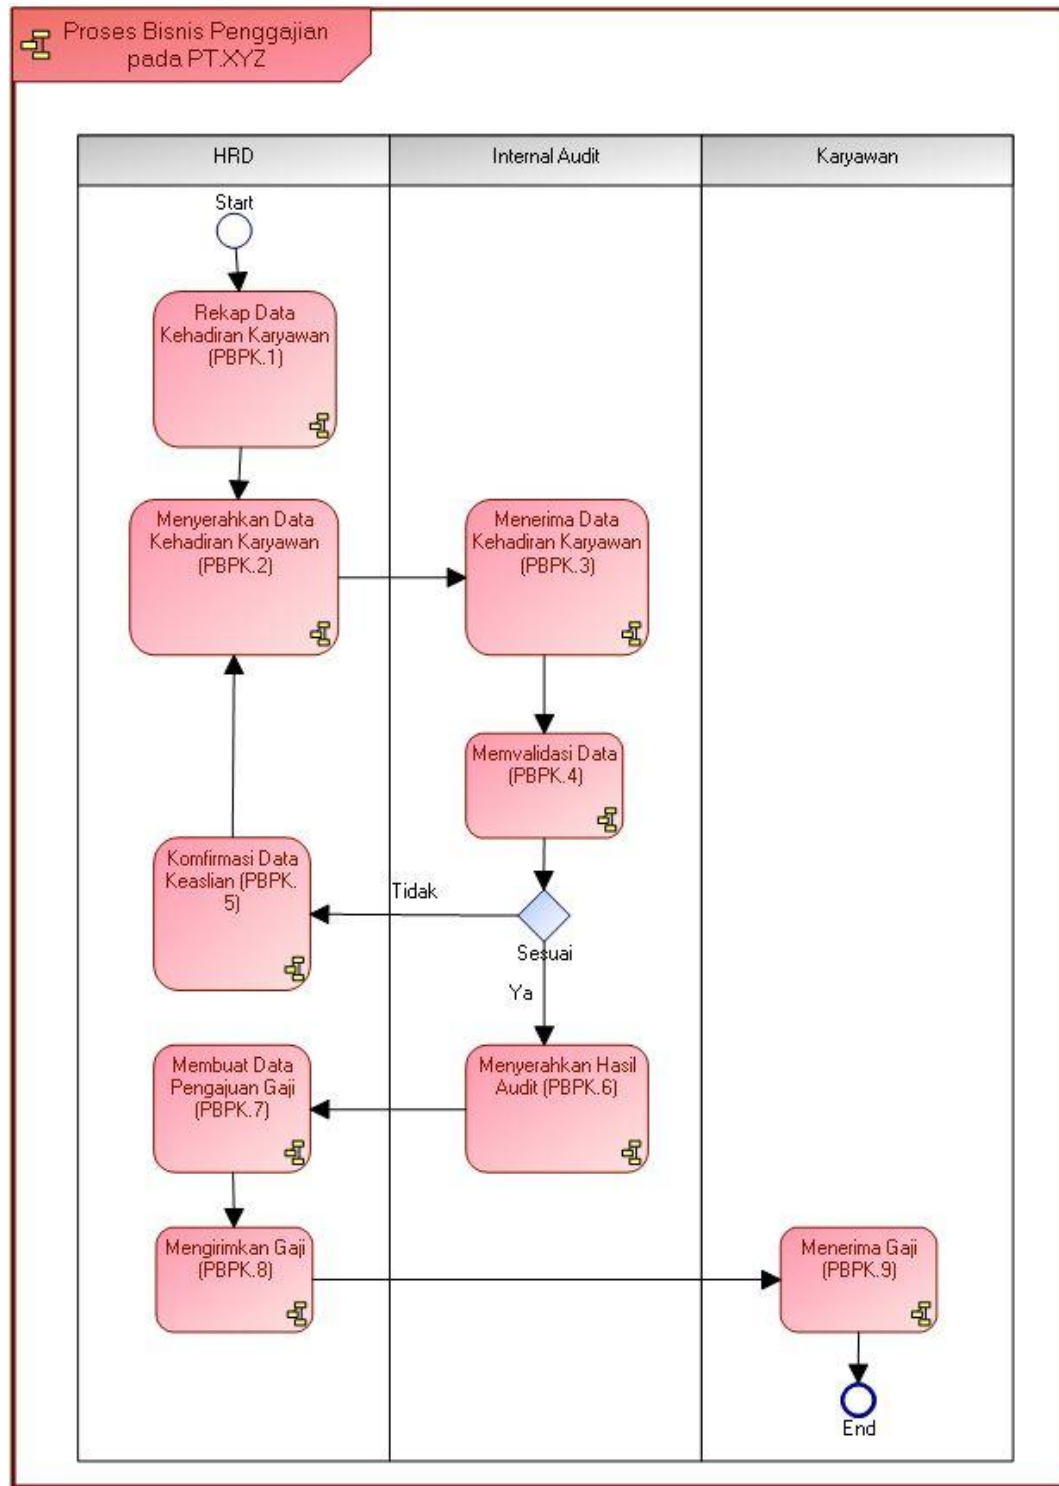 Proses Bisnis Penggajian
pada PT.XYZ
HRD
Internal Audit
Karyawan
Start
Rekap Data
Kehadiran Karyawan
(PBPK.1)
Menyerahkan Data
Kehadiran Karyawan
(PBPK.2)
Menerima Data
Kehadiran Karyawan
(PBPK.3)
Memvalidasi Data
(PBPK.4)
Komfirmasi Data
Keaslian (PBPK.
5)
Tidak
Sesuai
Ya
Membuat Data
Pengajuan Gaji
(PBPK.7)
Menyerahkan Hasil
Audit (PBPK.6)
Mengirimkan Gaji
(PBPK.8)
Menerima Gaji
(PBPK.9)
End